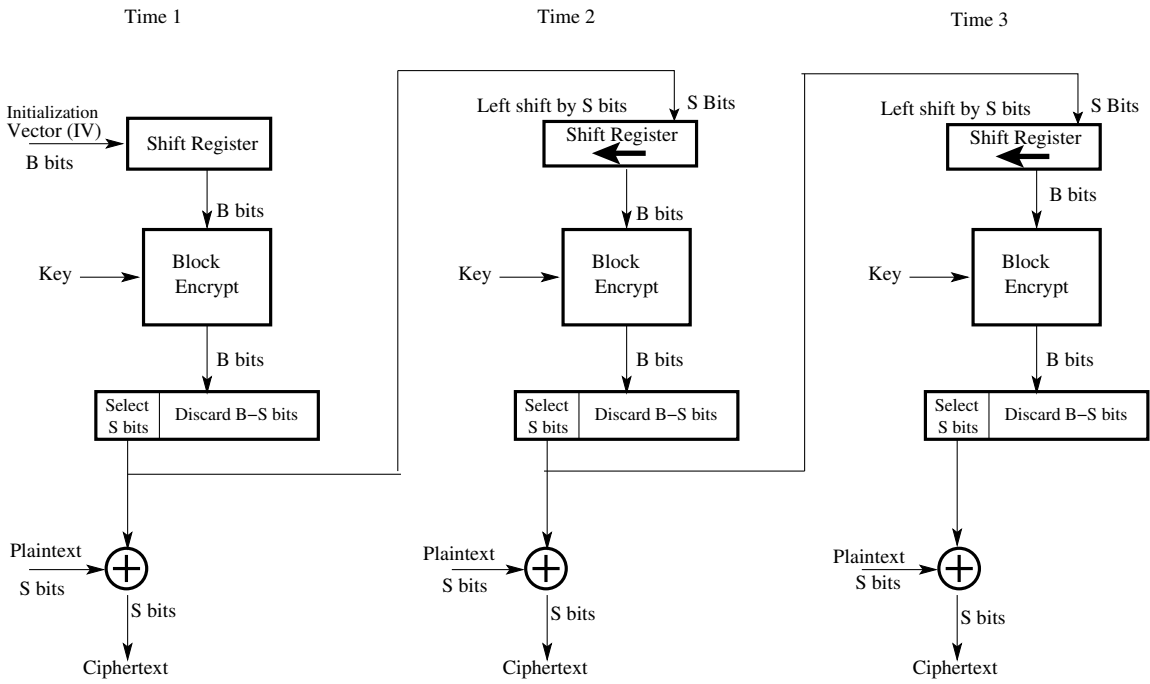 Time 1
Initialization
Vector (IV)
B bits
Shift Register
B bits
Key
Block
Encrypt
B bits
Select
S bits
Discard B−S bits
Plaintext
S bits
S bits
Ciphertext
Time 2
Left shift by S bits
S Bits
Shift Register
B bits
Key
Block
Encrypt
B bits
Select
S bits
Discard B−S bits
Plaintext
S bits
S bits
Ciphertext
Time 3
Left shift by S bits
S Bits
Shift Register
B bits
Key
Block
Encrypt
B bits
Select
S bits
Discard B−S bits
Plaintext
S bits
S bits
Ciphertext